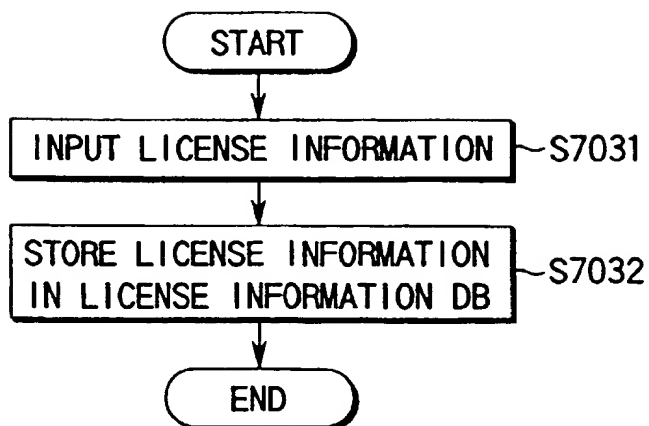 START
INPUT LICENSE INFORMATION
S7031
STORE LICENSE INFORMATION
IN LICENSE INFORMATION DB
S7032
END